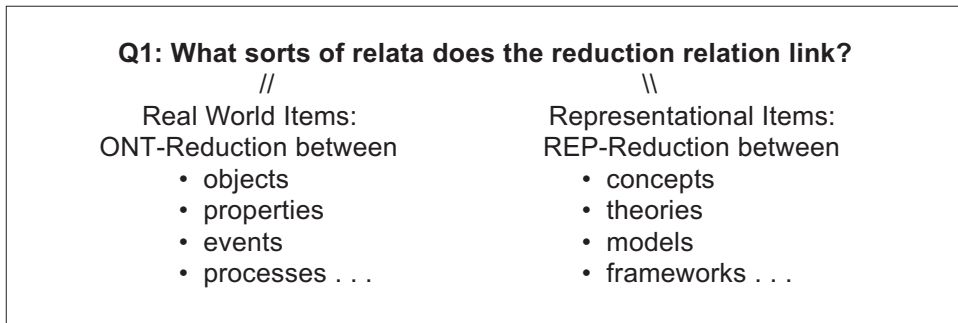 Q1: What sorts of relata does the reduction relation link?
// \\
Real World Items: Representational Items:
ONT-Reduction between REP-Reduction between
• objects • concepts
• properties • theories
• events • models
• processes . . . • frameworks . . .